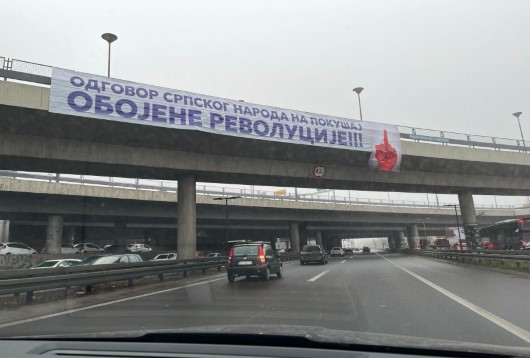 ОДГОВОР СРПСКОГ НАРОДА НА ПОКУШАЈ
ОБОЈЕНЕ РЕВОЛУЦИЈЕ!!!